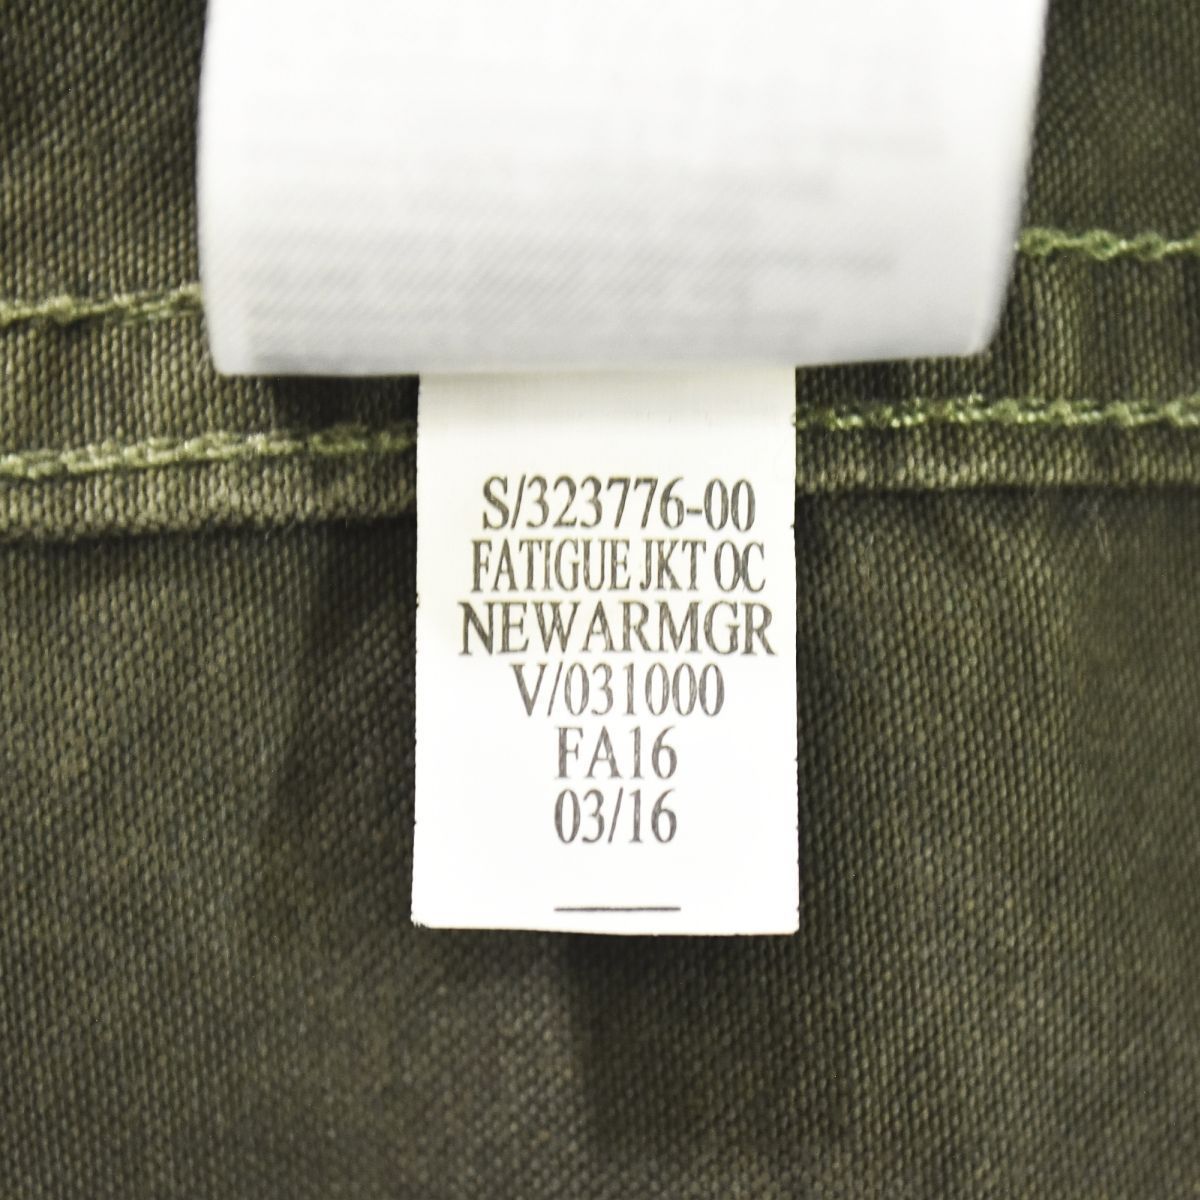 S/323776-00
FATIGUE JKT OC
NEWARMGR
V/031000
FA16
03/16